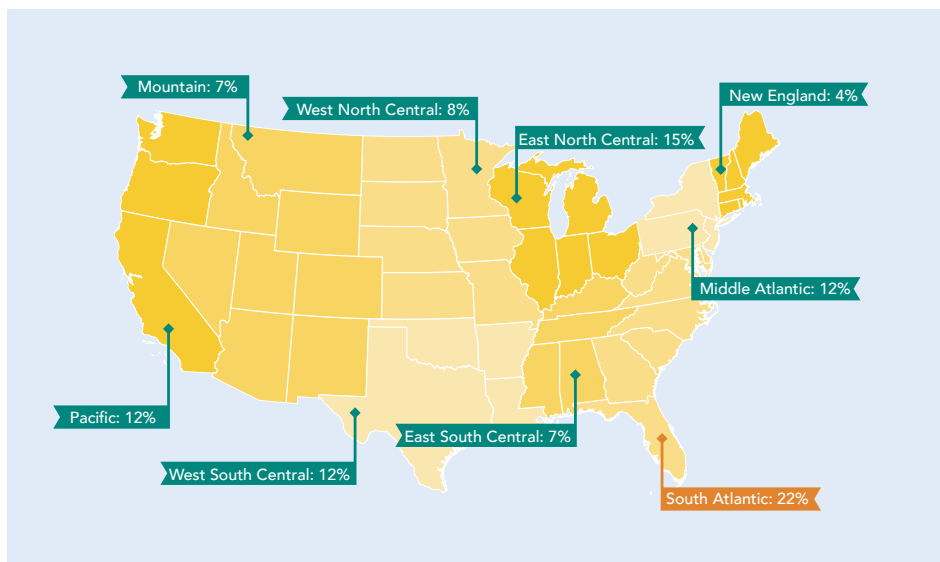 Mountain: 7%
New England: 4%
West North Central: 8%
East North Central: 15%
Middle Atlantic: 12%
Pacific: 12%
East South Central: 7%
West South Central: 12%
South Atlantic: 22%